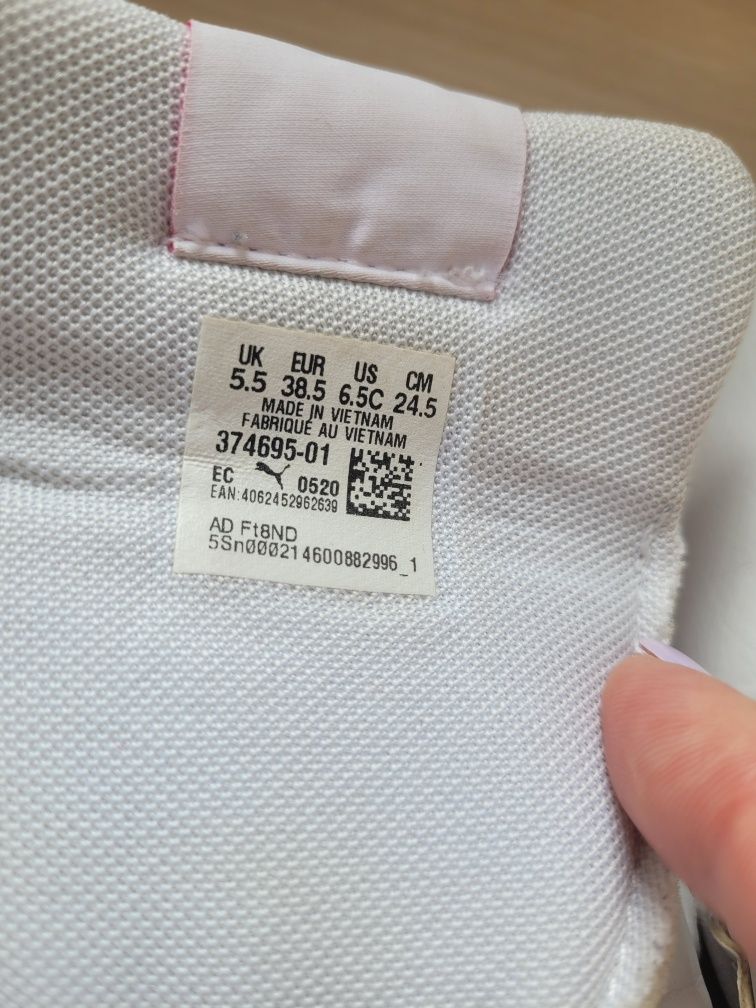 UK EUR US CM
5.5 38.5 6.5C 24.5
MADE IN VIETNAM
FABRIQUÉ AU VIETNAM
374695-01
EC 0520
EAN:4062452962639
AD Ft8ND
5Sn000214600882996_1